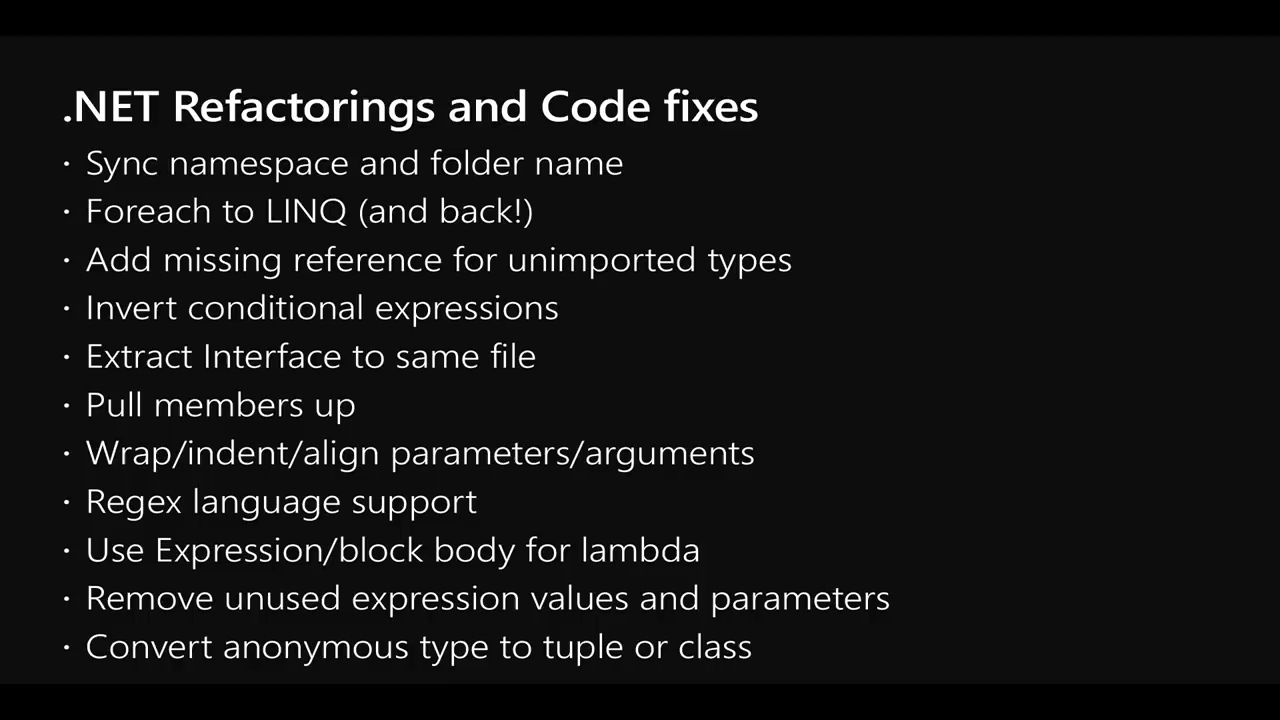 .NET Refactorings and Code fixes
· Sync namespace and folder name
· Foreach to LINQ (and back!)
· Add missing reference for unimported types
· Invert conditional expressions
· Extract Interface to same file
· Pull members up
· Wrap/indent/align parameters/arguments
· Regex language support
· Use Expression/block body for lambda
· Remove unused expression values and parameters
· Convert anonymous type to tuple or class